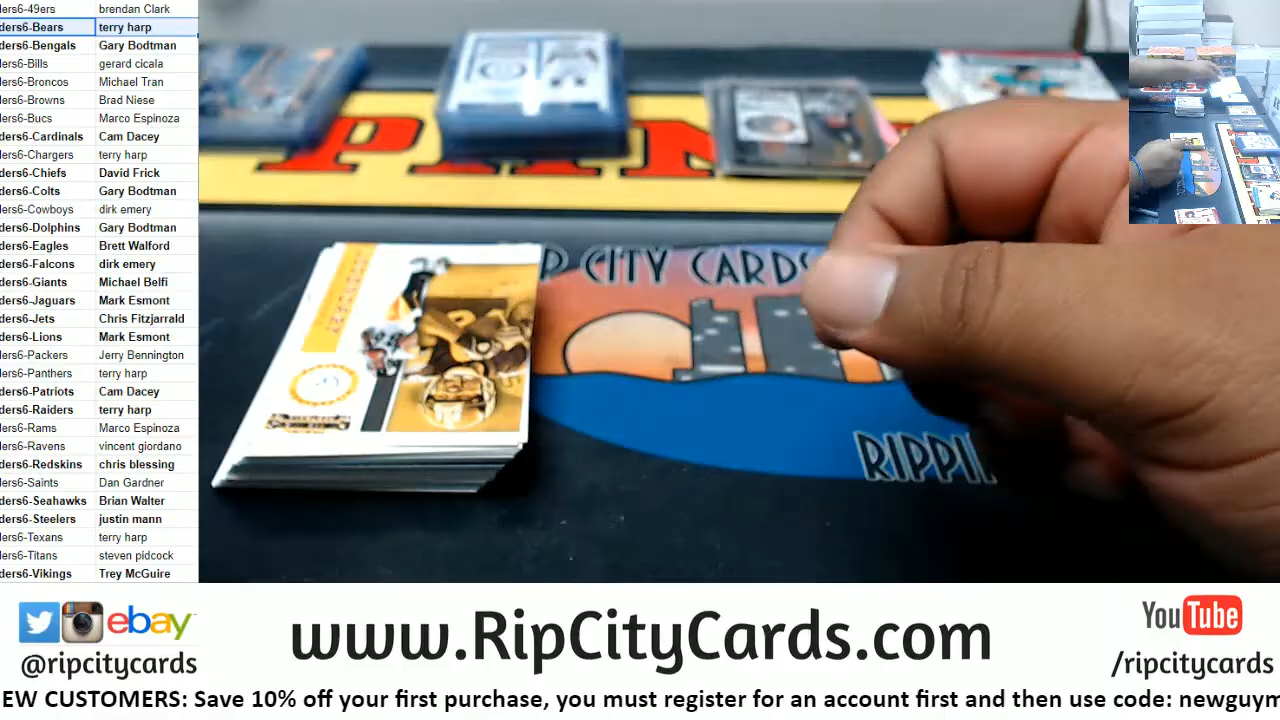 ders6-49ers brendan Clark
ders6-Bears terry harp
ders6-Bengals Gary Bodtman
ders6-Bills gerard cicala
ders6-Broncos Michael Tran
ders6-Browns Brad Niese
ders6-Bucs Marco Espinoza
ders6-Cardinals Cam Dacey
ders6-Chargers terry harp
ders6-Chiefs David Frick
ders6-Colts Gary Bodtman
ders6-Cowboys dirk emery
ders6-Dolphins Gary Bodtman
ders6-Eagles Brett Walford
ders6-Falcons dirk emery
ders6-Giants Michael Belfi
ders6-Jaguars Mark Esmont
ders6-Jets Chris Fitzjarrald
ders6-Lions Mark Esmont
ders6-Packers Jerry Bennington
ders6-Panthers terry harp
ders6-Patriots Cam Dacey
ders6-Raiders terry harp
ders6-Rams Marco Espinoza
ders6-Ravens vincent giordano
ders6-Redskins chris blessing
ders6-Saints Dan Gardner
ders6-Seahawks Brian Walter
ders6-Steelers justin mann
ders6-Texans terry harp
ders6-Titans steven pidcock
ders6-Vikings Trey McGuire
P CITY CARDS
RIPPIN
ebay
@ripcitycards
www.RipCityCards.com
YouTube
/ripcitycards
EW CUSTOMERS: Save 10% off your first purchase, you must register for an account first and then use code: newguym